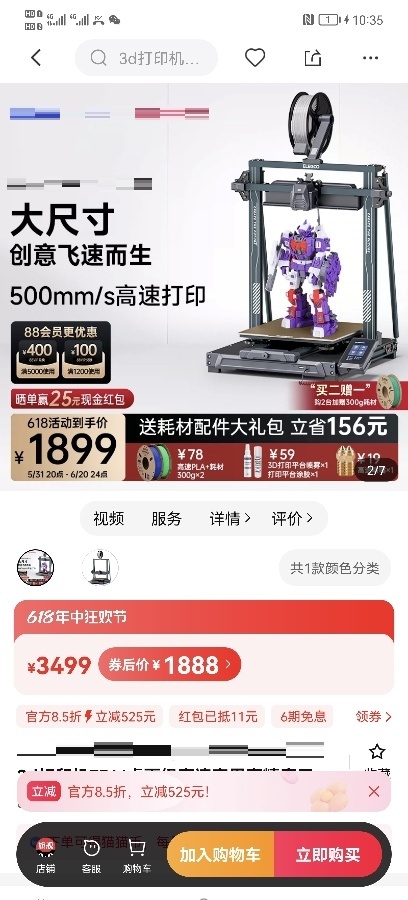 10:35
3d打印机...
ELEGOO
大尺寸
创意飞速而生
500mm/s高速打印
88会员更优惠
¥400
¥100
满5000使用
满1200使用
晒单赢25元现金红包
"买二赠一"
购2台加赠300g耗材
618活动到手价
¥1899
5/31 20点 - 6/20 24点
送耗材配件大礼包 立省156元
¥78
高速PLA+耗材
300g×2
¥59
3D打印平台喷雾×1
打印平台涂胶×1
¥19
2/7
视频
服务
详情
评价
共1款颜色分类
618年中狂欢节
¥3499
券后价¥1888
官方8.5折
立减525元
红包已抵11元
6期免息
领券
立减
官方8.5折，立减525元！
店铺
客服
购物车
加入购物车
立即购买